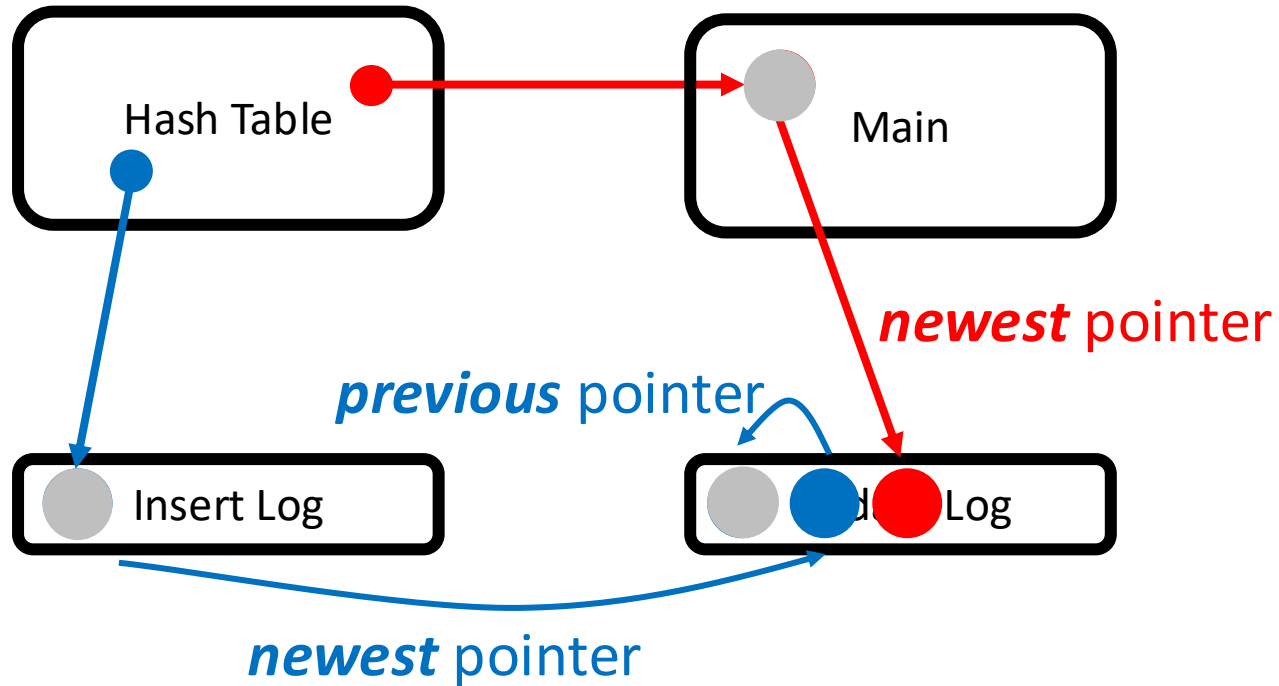 Hash Table
Main
newest pointer
previous pointer
Insert Log
Log
newest pointer